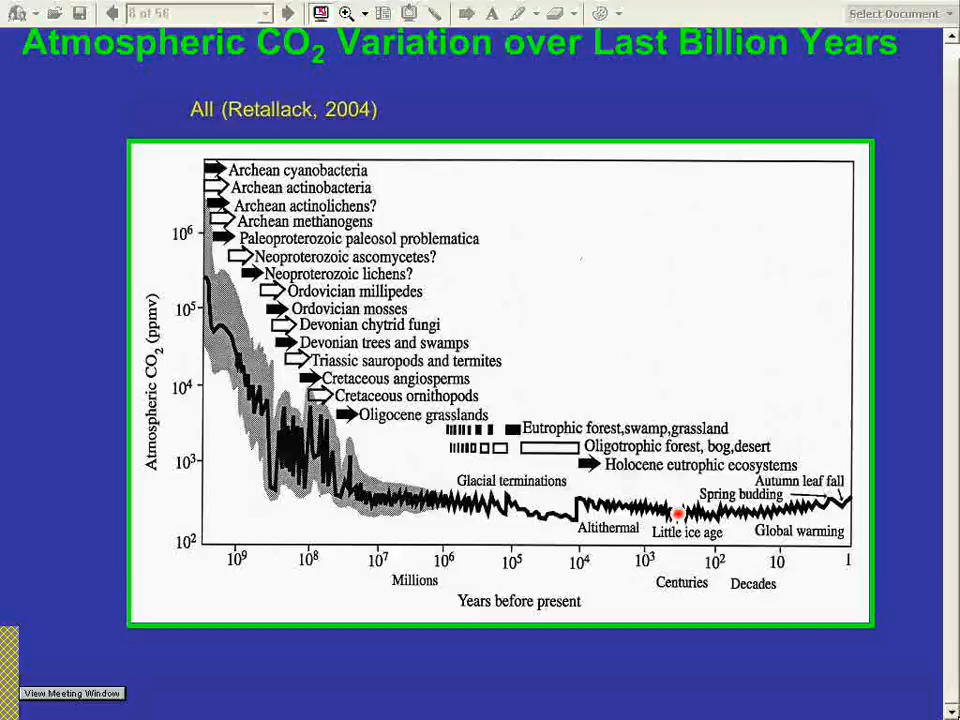 8 of 56
Select Document
Atmospheric CO2 Variation over Last Billion Years
All (Retallack, 2004)
Archean cyanobacteria
Archean actinobacteria
Archean actinolichens?
Archean methanogens
Paleoproterozoic paleosol problematica
Neoproterozoic ascomycetes?
Neoproterozoic lichens?
Ordovician millipedes
Ordovician mosses
Devonian chytrid fungi
Devonian trees and swamps
Triassic sauropods and termites
Cretaceous angiosperms
Cretaceous ornithopods
Oligocene grasslands
Eutrophic forest,swamp,grassland
Oligotrophic forest, bog,desert
Holocene eutrophic ecosystems
Glacial terminations
Autumn leaf fall
Spring budding
Altithermal
Little ice age
Global warming
Atmospheric CO2 (ppmv)
10^6
10^5
10^4
10^3
10^2
10^9 10^8 10^7 10^6 10^5 10^4 10^3 10^2 10 1
Millions Centuries Decades
Years before present
View Meeting Window